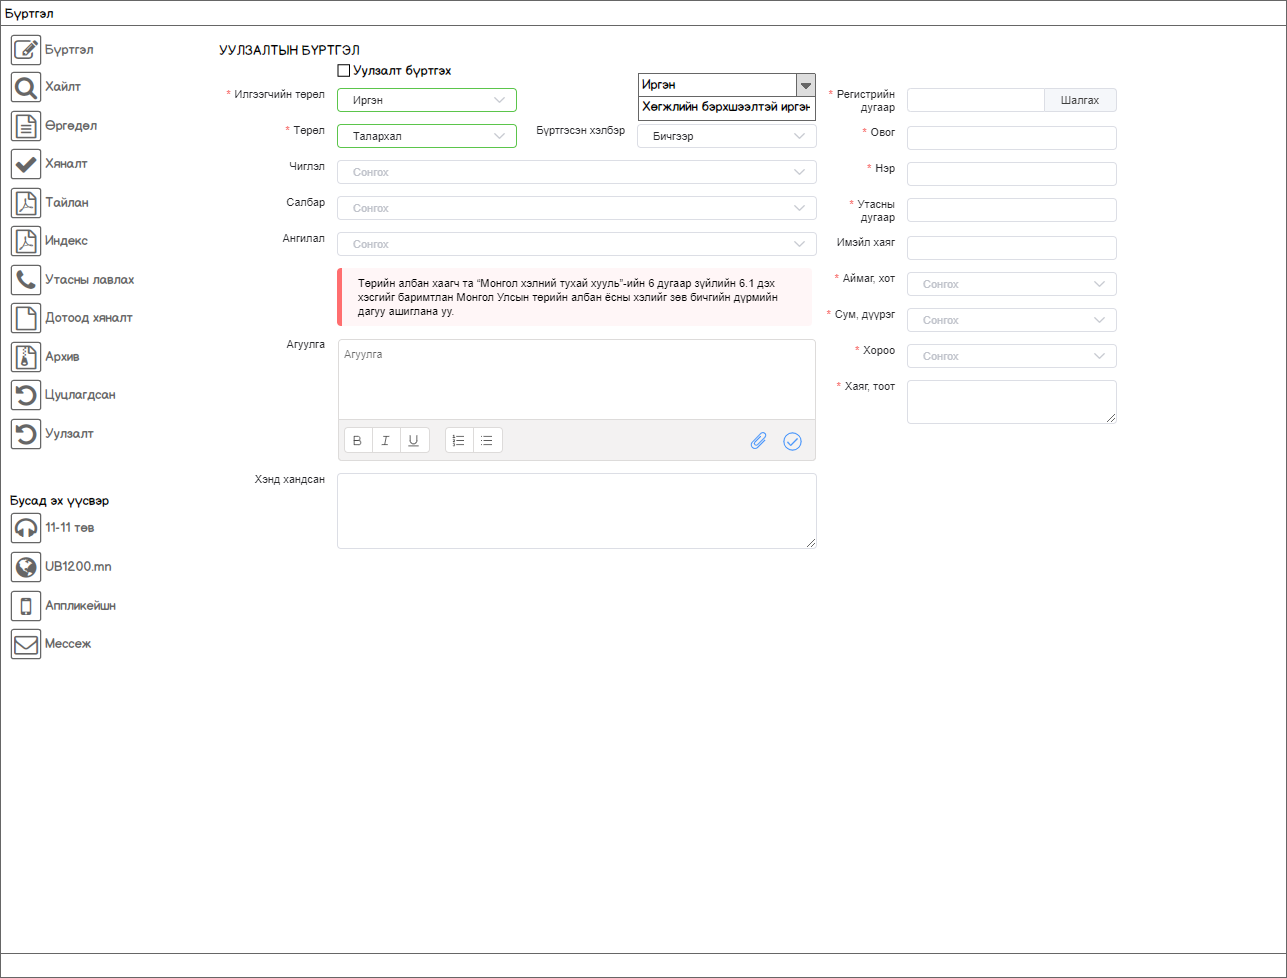 Бүртгэл
Бүртгэл
Хайлт
Өргөдөл
Хяналт
Тайлан
Индекс
Утасны лавлах
Дотоод хяналт
Архив
Цуцлагдсан
Уулзалт
Бусад эх үүсвэр
11-11 төв
UB1200.mn
Аппликейшн
Мессеж
УУЛЗАЛТЫН БҮРТГЭЛ
Уулзалт бүртгэх
* Илгээгчийн төрөл
Иргэн
Иргэн
Хөгжлийн бэрхшээлтэй иргэн
* Төрөл
Талархал
Бүртгэсэн хэлбэр
Бичгээр
Чиглэл
Сонгох
Салбар
Сонгох
Ангилал
Сонгох
Төрийн албан хаагч та “Монгол хэлний тухай хууль”-ийн 6 дугаар зүйлийн 6.1 дэх
хэсгийг баримтлан Монгол Улсын төрийн албан ёсны хэлийг зөв бичгийн дүрмийн
дагуу ашиглана уу.
Агуулга
Агуулга
B I U
Хэнд хандсан
* Регистрийн
дугаар
Шалгах
* Овог
* Нэр
* Утасны
дугаар
Имэйл хаяг
* Аймаг, хот
Сонгох
* Сум, дүүрэг
Сонгох
* Хороо
Сонгох
* Хаяг, тоот